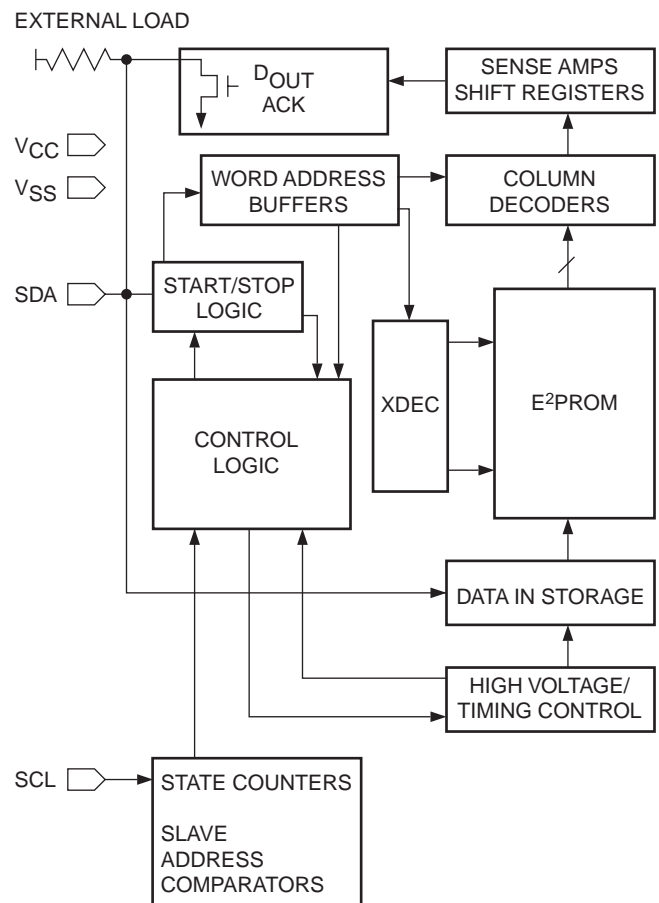 EXTERNAL LOAD
DOUT
ACK
SENSE AMPS
SHIFT REGISTERS
VCC
VSS
WORD ADDRESS
BUFFERS
COLUMN
DECODERS
SDA
START/STOP
LOGIC
XDEC
E²PROM
CONTROL
LOGIC
DATA IN STORAGE
HIGH VOLTAGE/
TIMING CONTROL
SCL
STATE COUNTERS
SLAVE
ADDRESS
COMPARATORS